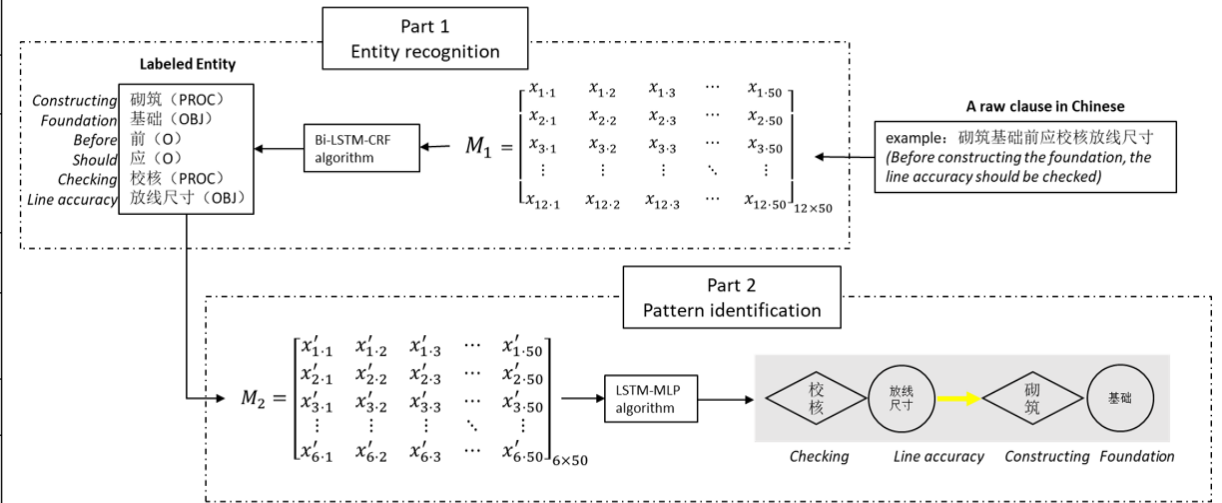 Part 1
Entity recognition
Labeled Entity
Constructing 砌筑（PROC）
Foundation 基础（OBJ）
Before 前（O）
Should 应（O）
Checking 校核（PROC）
Line accuracy 放线尺寸（OBJ）
Bi-LSTM-CRF
algorithm
M₁ =
x₁·₁ x₁·₂ x₁·₃ ⋯ x₁·₅₀
x₂·₁ x₂·₂ x₂·₃ ⋯ x₂·₅₀
x₃·₁ x₃·₂ x₃·₃ ⋯ x₃·₅₀
⋮ ⋮ ⋮ ⋱ ⋮
x₁₂·₁ x₁₂·₂ x₁₂·₃ ⋯ x₁₂·₅₀
12×50
A raw clause in Chinese
example：砌筑基础前应校核放线尺寸
(Before constructing the foundation, the
line accuracy should be checked)
Part 2
Pattern identification
M₂ =
x′₁·₁ x′₁·₂ x′₁·₃ ⋯ x′₁·₅₀
x′₂·₁ x′₂·₂ x′₂·₃ ⋯ x′₂·₅₀
x′₃·₁ x′₃·₂ x′₃·₃ ⋯ x′₃·₅₀
⋮ ⋮ ⋮ ⋱ ⋮
x′₆·₁ x′₆·₂ x′₆·₃ ⋯ x′₆·₅₀
6×50
LSTM-MLP
algorithm
校
核
放线
尺寸
砌
筑
基础
Checking Line accuracy Constructing Foundation